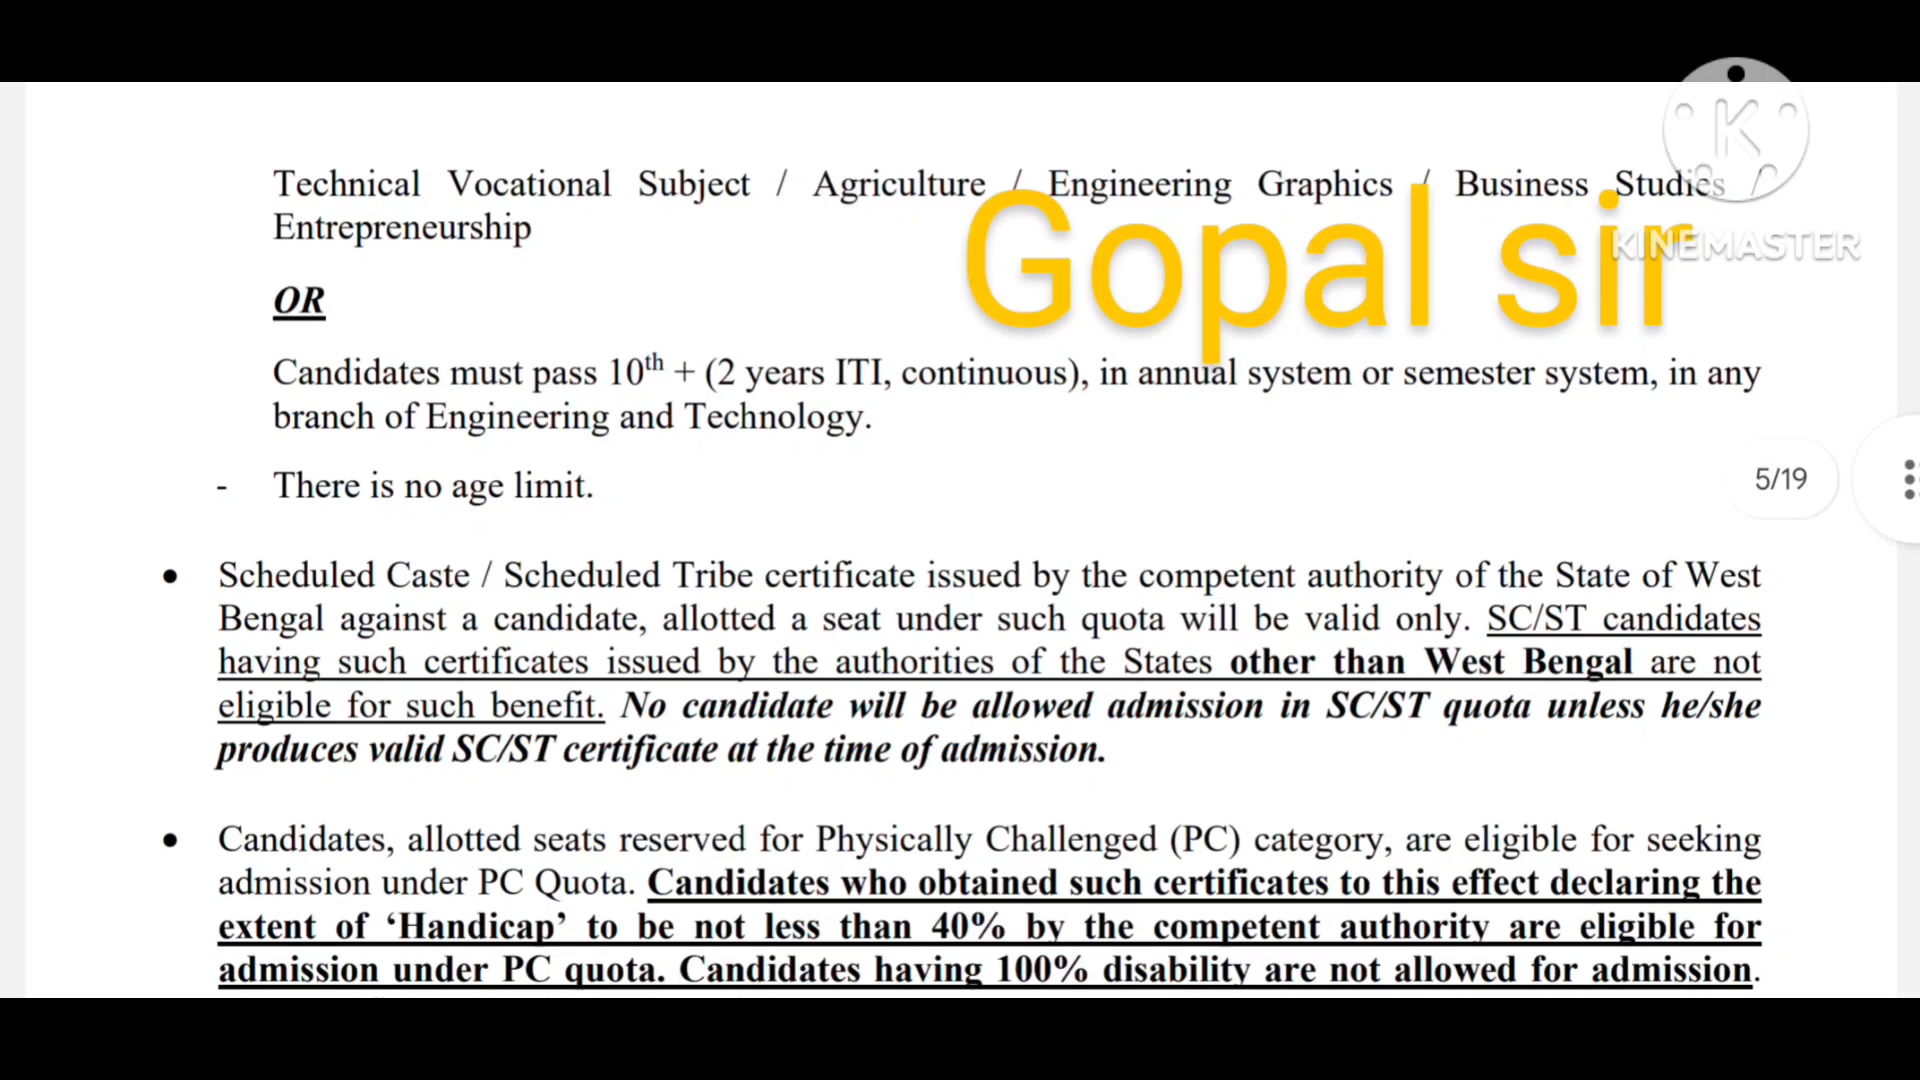 Technical Vocational Subject / Agriculture / Engineering Graphics / Business Studies /
Entrepreneurship
Gopal sir
K
KINEMASTER
OR
Candidates must pass 10th + (2 years ITI, continuous), in annual system or semester system, in any
branch of Engineering and Technology.
- There is no age limit.
5/19
• Scheduled Caste / Scheduled Tribe certificate issued by the competent authority of the State of West
Bengal against a candidate, allotted a seat under such quota will be valid only. SC/ST candidates
having such certificates issued by the authorities of the States other than West Bengal are not
eligible for such benefit. No candidate will be allowed admission in SC/ST quota unless he/she
produces valid SC/ST certificate at the time of admission.
• Candidates, allotted seats reserved for Physically Challenged (PC) category, are eligible for seeking
admission under PC Quota. Candidates who obtained such certificates to this effect declaring the
extent of ‘Handicap’ to be not less than 40% by the competent authority are eligible for
admission under PC quota. Candidates having 100% disability are not allowed for admission.